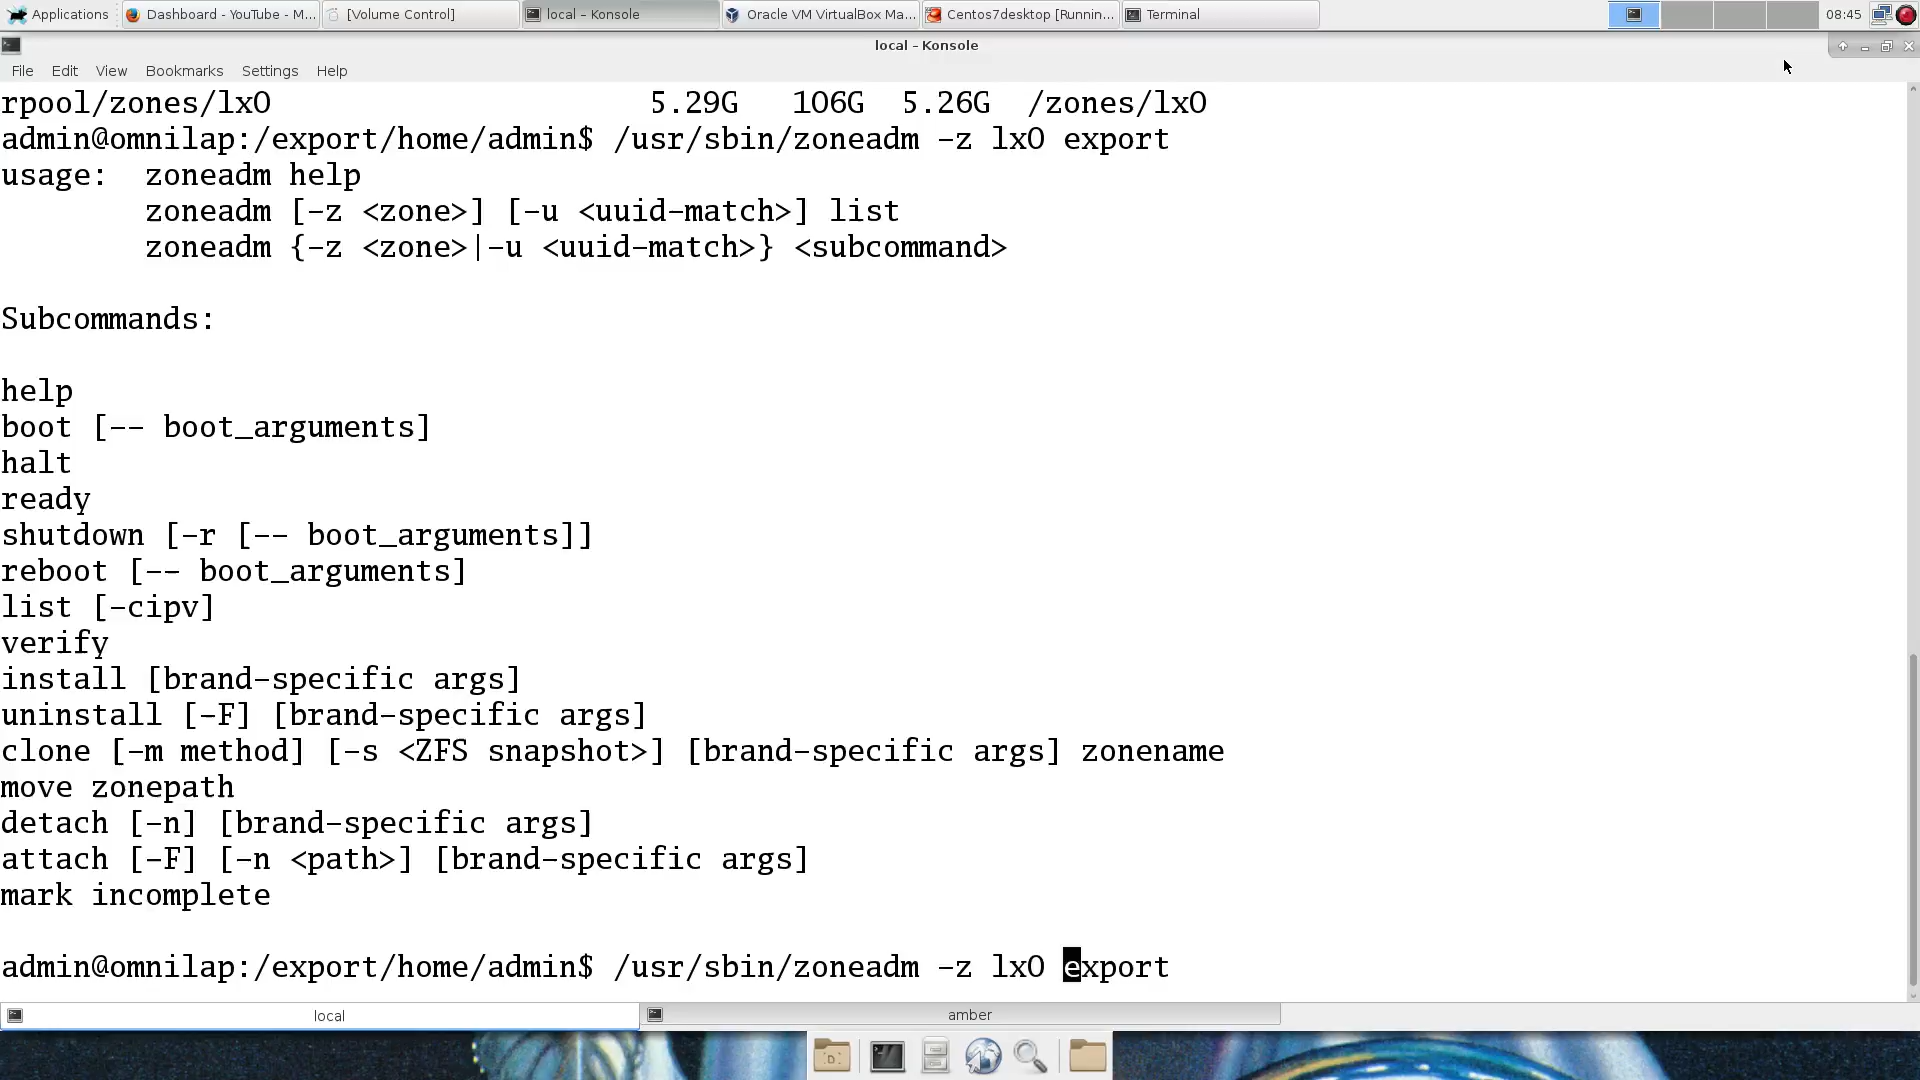 Applications
Dashboard - YouTube - M...
[Volume Control]
local - Konsole
Oracle VM VirtualBox Ma...
Centos7desktop [Runnin...
Terminal
08:45
local - Konsole
File Edit View Bookmarks Settings Help
rpool/zones/lx0 5.29G 106G 5.26G /zones/lx0
admin@omnilap:/export/home/admin$ /usr/sbin/zoneadm -z lx0 export
usage: zoneadm help
zoneadm [-z <zone>] [-u <uuid-match>] list
zoneadm {-z <zone>|-u <uuid-match>} <subcommand>
Subcommands:
help
boot [-- boot_arguments]
halt
ready
shutdown [-r [-- boot_arguments]]
reboot [-- boot_arguments]
list [-cipv]
verify
install [brand-specific args]
uninstall [-F] [brand-specific args]
clone [-m method] [-s <ZFS snapshot>] [brand-specific args] zonename
move zonepath
detach [-n] [brand-specific args]
attach [-F] [-n <path>] [brand-specific args]
mark incomplete
admin@omnilap:/export/home/admin$ /usr/sbin/zoneadm -z lx0 export
local
amber